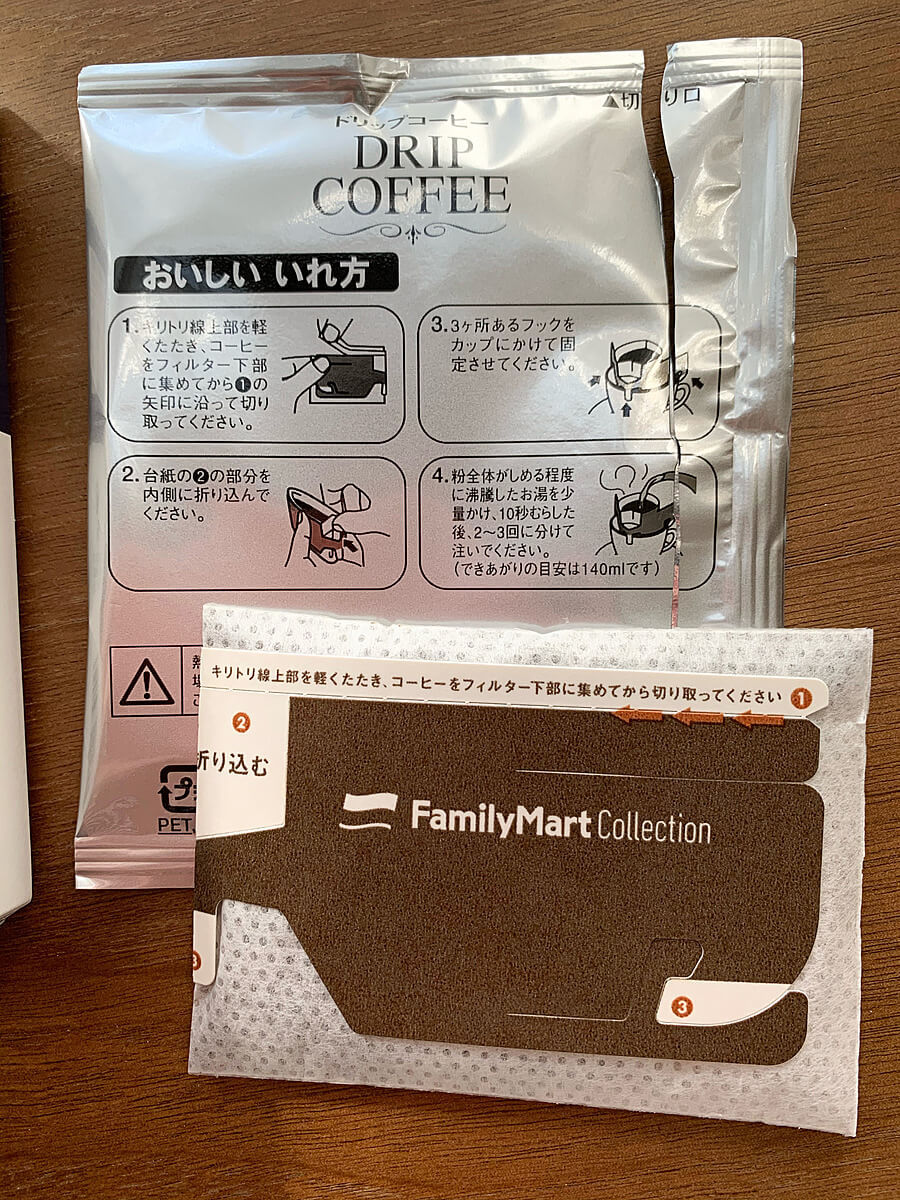 ▲切り口
ドリップコーヒー
DRIP
COFFEE
おいしい いれ方
1.キリトリ線上部を軽
くたたき、コーヒー
をフィルター下部
に集めてから❶の
矢印に沿って切り
取ってください。
2.台紙の❷の部分を
内側に折り込んで
ください。
3.3ヶ所あるフックを
カップにかけて固
定させてください。
4.粉全体がしめる程度
に沸騰したお湯を少
量かけ、10秒むらした
後、2〜3回に分けて
注いでください。
(できあがりの目安は140mlです)
プ
PET,
キリトリ線上部を軽くたたき、コーヒーをフィルター下部に集めてから切り取ってください ①
②
折り込む
FamilyMart Collection
③
③